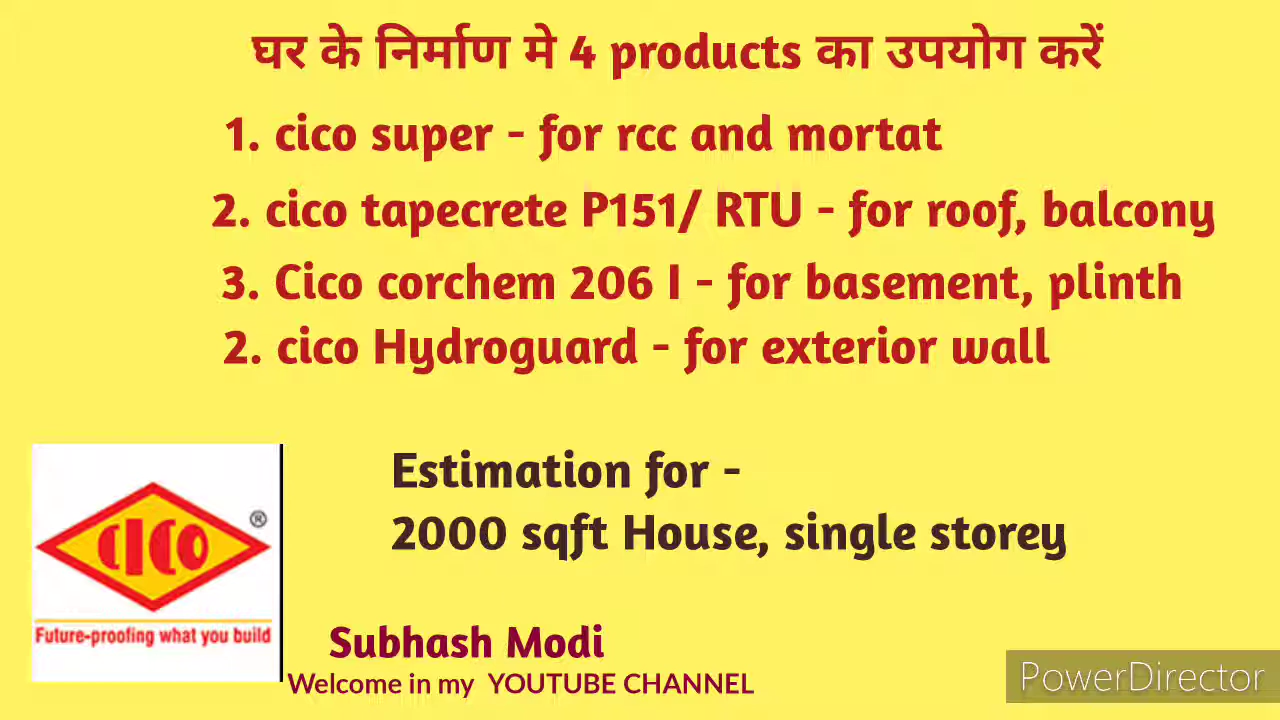 घर के निर्माण मे 4 products का उपयोग करें
1. cico super - for rcc and mortat
2. cico tapecrete P151/ RTU - for roof, balcony
3. Cico corchem 206 I - for basement, plinth
2. cico Hydroguard - for exterior wall
Estimation for -
2000 sqft House, single storey
CICO ®
Future-proofing what you build
Subhash Modi
Welcome in my YOUTUBE CHANNEL
PowerDirector